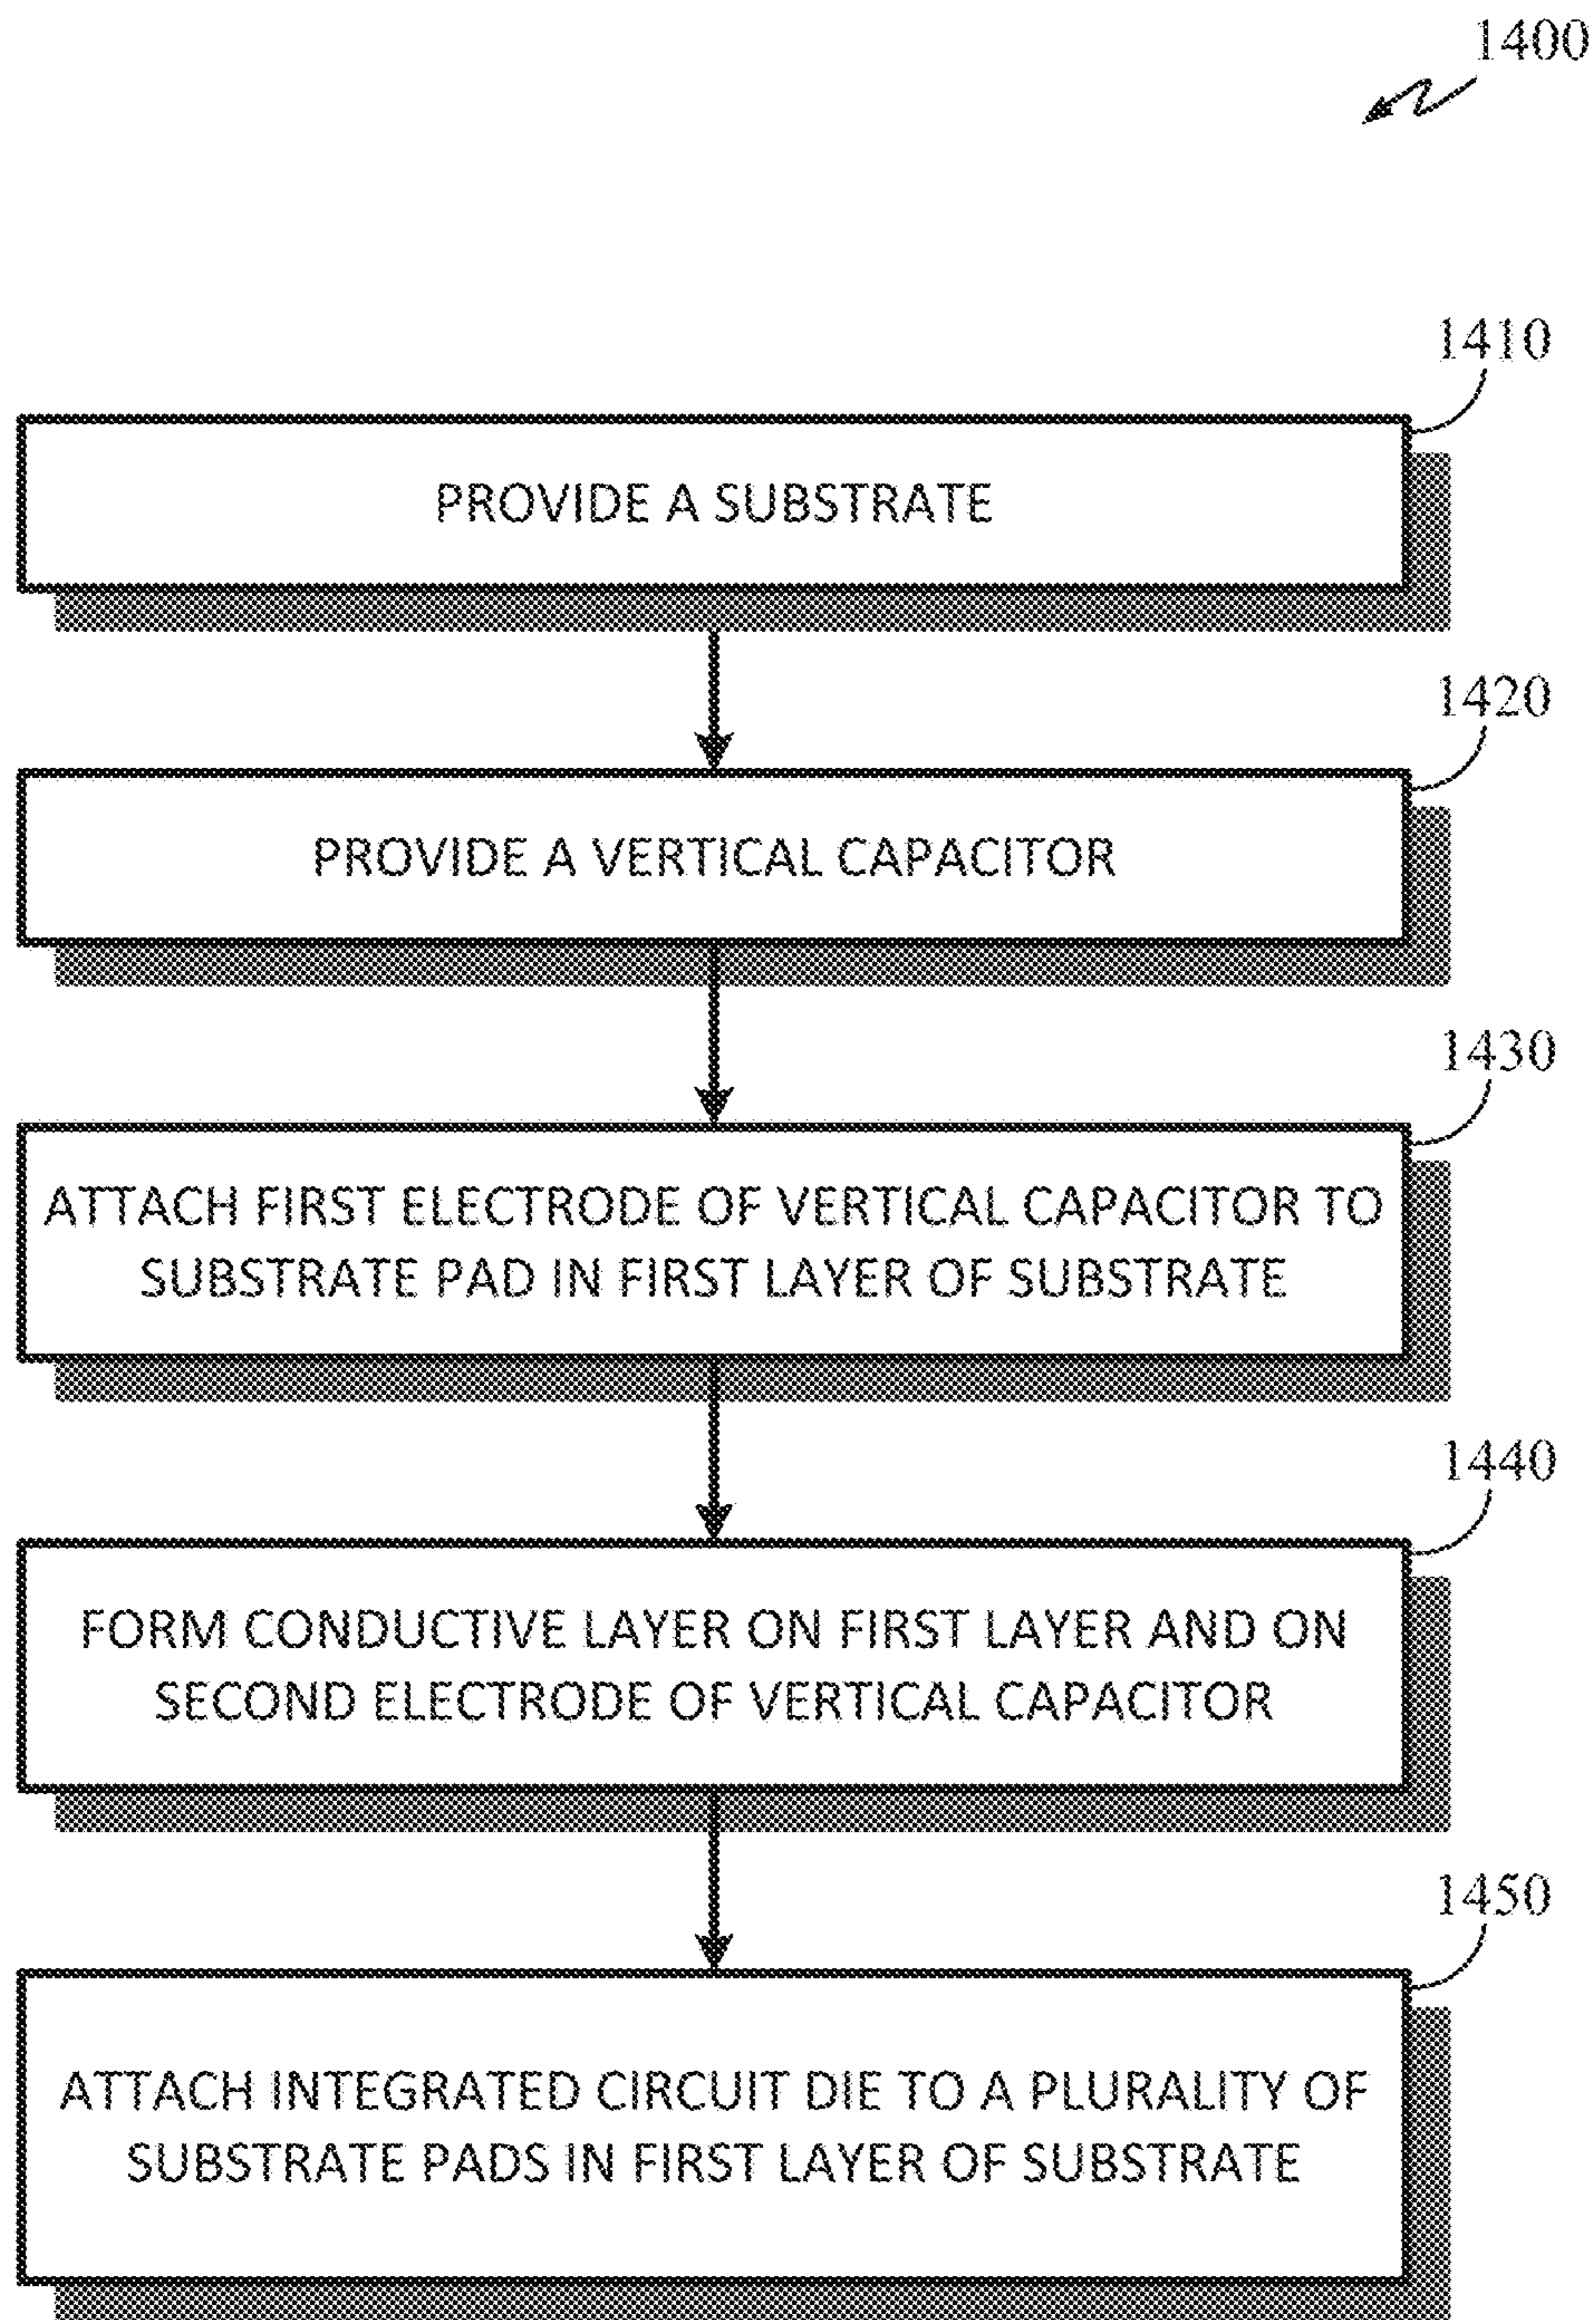 1400
1410
PROVIDE A SUBSTRATE
1420
PROVIDE A VERTICAL CAPACITOR
1430
ATTACH FIRST ELECTRODE OF VERTICAL CAPACITOR TO
SUBSTRATE PAD IN FIRST LAYER OF SUBSTRATE
1440
FORM CONDUCTIVE LAYER ON FIRST LAYER AND ON
SECOND ELECTRODE OF VERTICAL CAPACITOR
1450
ATTACH INTEGRATED CIRCUIT DIE TO A PLURALITY OF
SUBSTRATE PADS IN FIRST LAYER OF SUBSTRATE